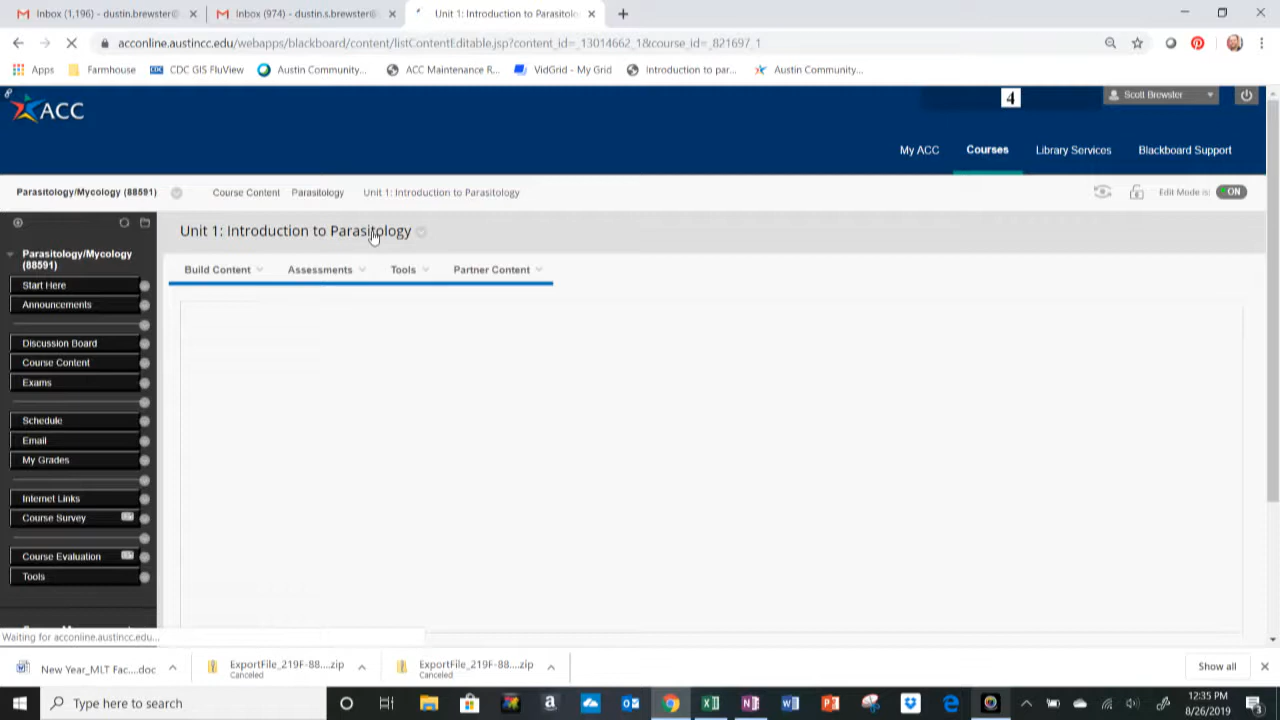 Inbox (1,196) - dustin.brewster@
Inbox (974) - dustin.s.brewster@
Unit 1: Introduction to Parasitolo
acconline.austincc.edu/webapps/blackboard/content/listContentEditable.jsp?content_id=_13014662_1&course_id=_821697_1
Apps
Farmhouse
CDC GIS FluView
Austin Community...
ACC Maintenance R...
VidGrid - My Grid
Introduction to par...
Austin Community...
ACC
4
Scott Brewster
My ACC
Courses
Library Services
Blackboard Support
Parasitology/Mycology (88591)
Course Content
Parasitology
Unit 1: Introduction to Parasitology
Edit Mode is:
ON
Unit 1: Introduction to Parasitology
Build Content
Assessments
Tools
Partner Content
Parasitology/Mycology
(88591)
Start Here
Announcements
Discussion Board
Course Content
Exams
Schedule
Email
My Grades
Internet Links
Course Survey
Course Evaluation
Tools
Waiting for acconline.austincc.edu...
New Year_MLT Fac....doc
ExportFile_219F-88....zip
Canceled
ExportFile_219F-88....zip
Canceled
Show all
Type here to search
12:35 PM
8/26/2019
3